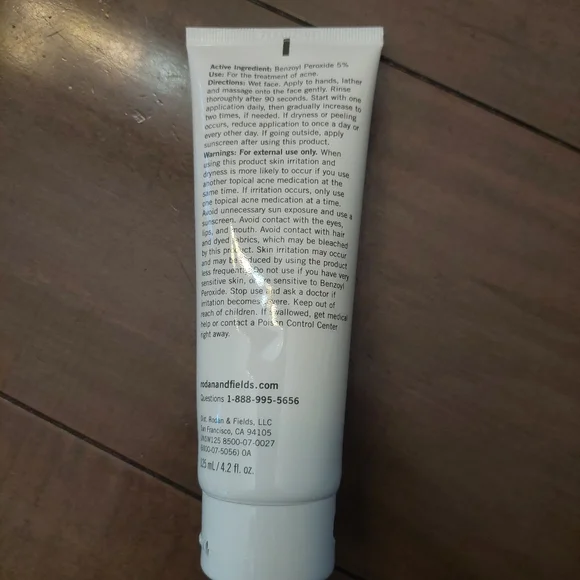 Active Ingredient: Benzoyl Peroxide 5%
Use: For the treatment of acne.
Directions: Wet face. Apply to hands, lather
and massage onto the face gently. Rinse
thoroughly after 90 seconds. Start with one
application daily, then gradually increase to
two times, if needed. If dryness or peeling
occurs, reduce application to once a day or
every other day. If going outside, apply
sunscreen after using this product.
Warnings: For external use only. When
using this product skin irritation and
dryness is more likely to occur if you use
another topical acne medication at the
same time. If irritation occurs, only use
one topical acne medication at a time.
Avoid unnecessary sun exposure and use a
sunscreen. Avoid contact with the eyes,
lips, and mouth. Avoid contact with hair
and dyed fabrics, which may be bleached
by this product. Skin irritation may occur
and may be reduced by using the product
less frequently. Do not use if you have very
sensitive skin, or are sensitive to Benzoyl
Peroxide. Stop use and ask a doctor if
irritation becomes severe. Keep out of
reach of children. If swallowed, get medical
help or contact a Poison Control Center
right away.
rodanandfields.com
Questions 1-888-995-5656
Dist. Rodan & Fields, LLC
San Francisco, CA 94105
8500-07-0027
0A
125 mL / 4.2 fl. oz.